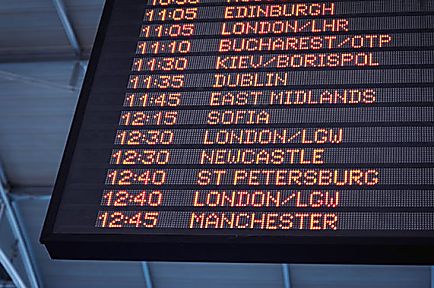 11:05 EDINBURGH
11:05 LONDON/LHR
11:10 BUCHAREST/OTP
11:30 KIEV/BORISPOL
11:35 DUBLIN
11:45 EAST MIDLANDS
12:15 SOFIA
12:30 LONDON/LGW
12:30 NEWCASTLE
12:40 ST PETERSBURG
12:40 LONDON/LGW
12:45 MANCHESTER